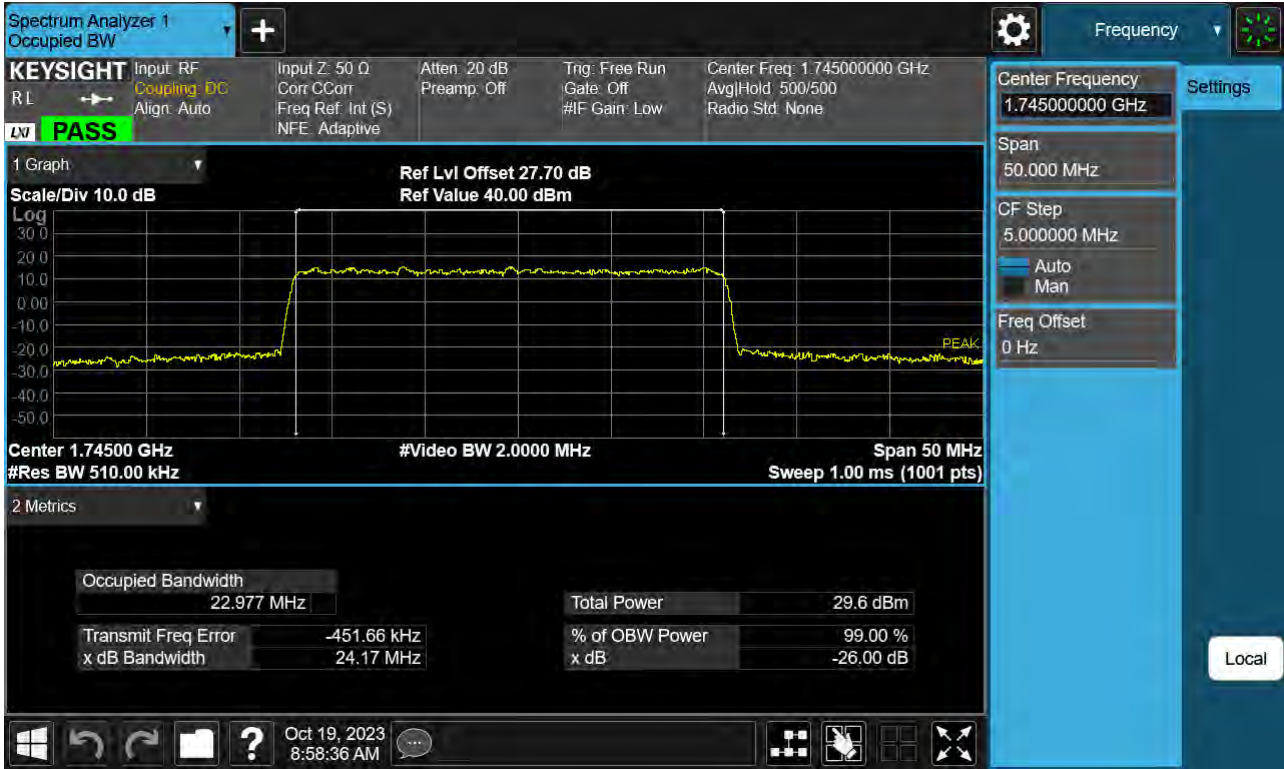 Spectrum Analyzer 1
Occupied BW
+
Frequency
KEYSIGHT
R L
LXI
PASS
Input: RF
Coupling: DC
Align: Auto
Input Z: 50 Ω
Corr CCorr
Freq Ref: Int (S)
NFE: Adaptive
Atten: 20 dB
Preamp: Off
Trig: Free Run
Gate: Off
#IF Gain: Low
Center Freq: 1.745000000 GHz
Avg|Hold: 500/500
Radio Std: None
Center Frequency
1.745000000 GHz
Settings
Span
50.000 MHz
CF Step
5.000000 MHz
Auto
Man
Freq Offset
0 Hz
Local
1 Graph
Scale/Div 10.0 dB
Ref Lvl Offset 27.70 dB
Ref Value 40.00 dBm
Log
30.0
20.0
10.0
0.00
-10.0
-20.0
-30.0
-40.0
-50.0
PEAK
Center 1.74500 GHz
#Video BW 2.0000 MHz
Span 50 MHz
#Res BW 510.00 kHz
Sweep 1.00 ms (1001 pts)
2 Metrics
Occupied Bandwidth
22.977 MHz
Total Power 29.6 dBm
Transmit Freq Error -451.66 kHz
% of OBW Power 99.00 %
x dB Bandwidth 24.17 MHz
x dB -26.00 dB
?
Oct 19, 2023
8:58:36 AM